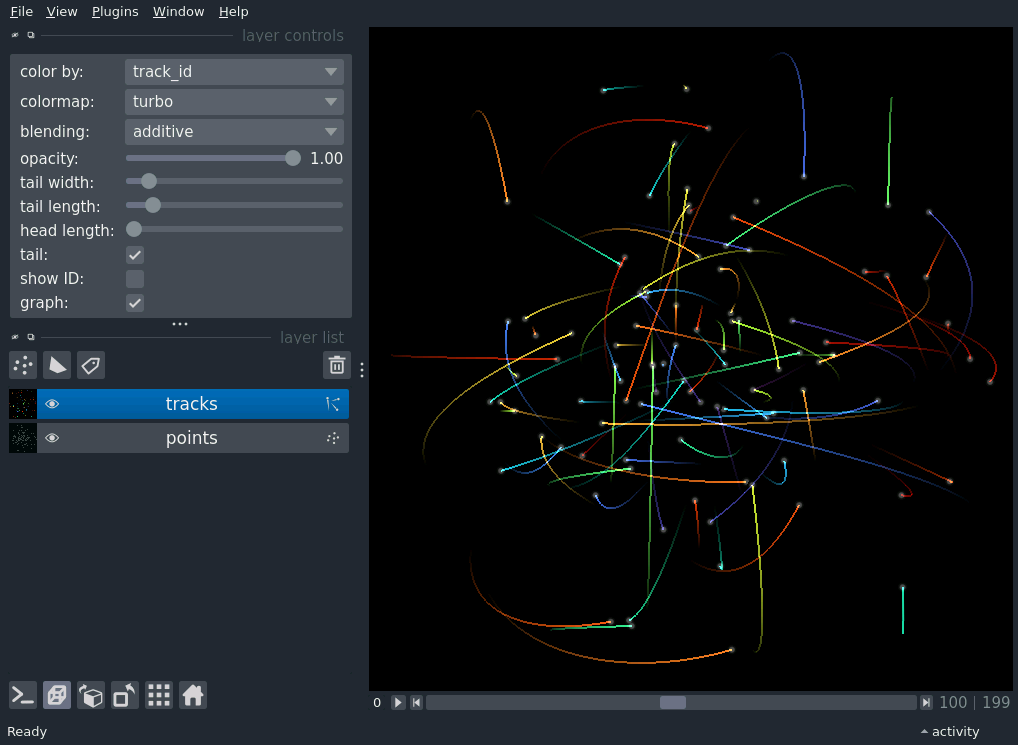 File View Plugins Window Help
layer controls
color by: track_id
colormap: turbo
blending: additive
opacity: 1.00
tail width:
tail length:
head length:
tail:
show ID:
graph:
layer list
tracks
points
0 100 | 199
Ready activity